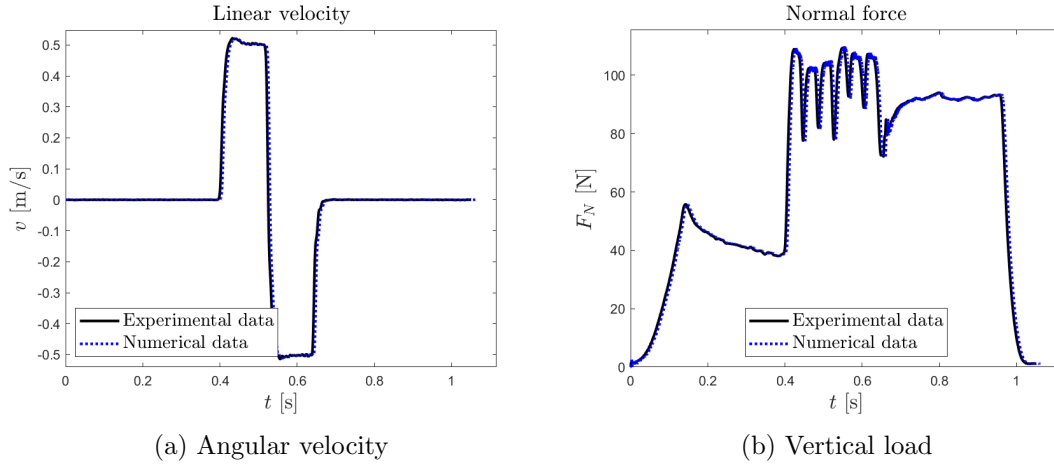 Linear velocity
0.5
0.4
0.3
0.2
0.1
0
-0.1
-0.2
-0.3
-0.4
-0.5
v [m/s]
Experimental data
Numerical data
0 0.2 0.4 0.6 0.8 1
t [s]
(a) Angular velocity
Normal force
100
80
60
40
20
0
F_N [N]
Experimental data
Numerical data
0 0.2 0.4 0.6 0.8 1
t [s]
(b) Vertical load